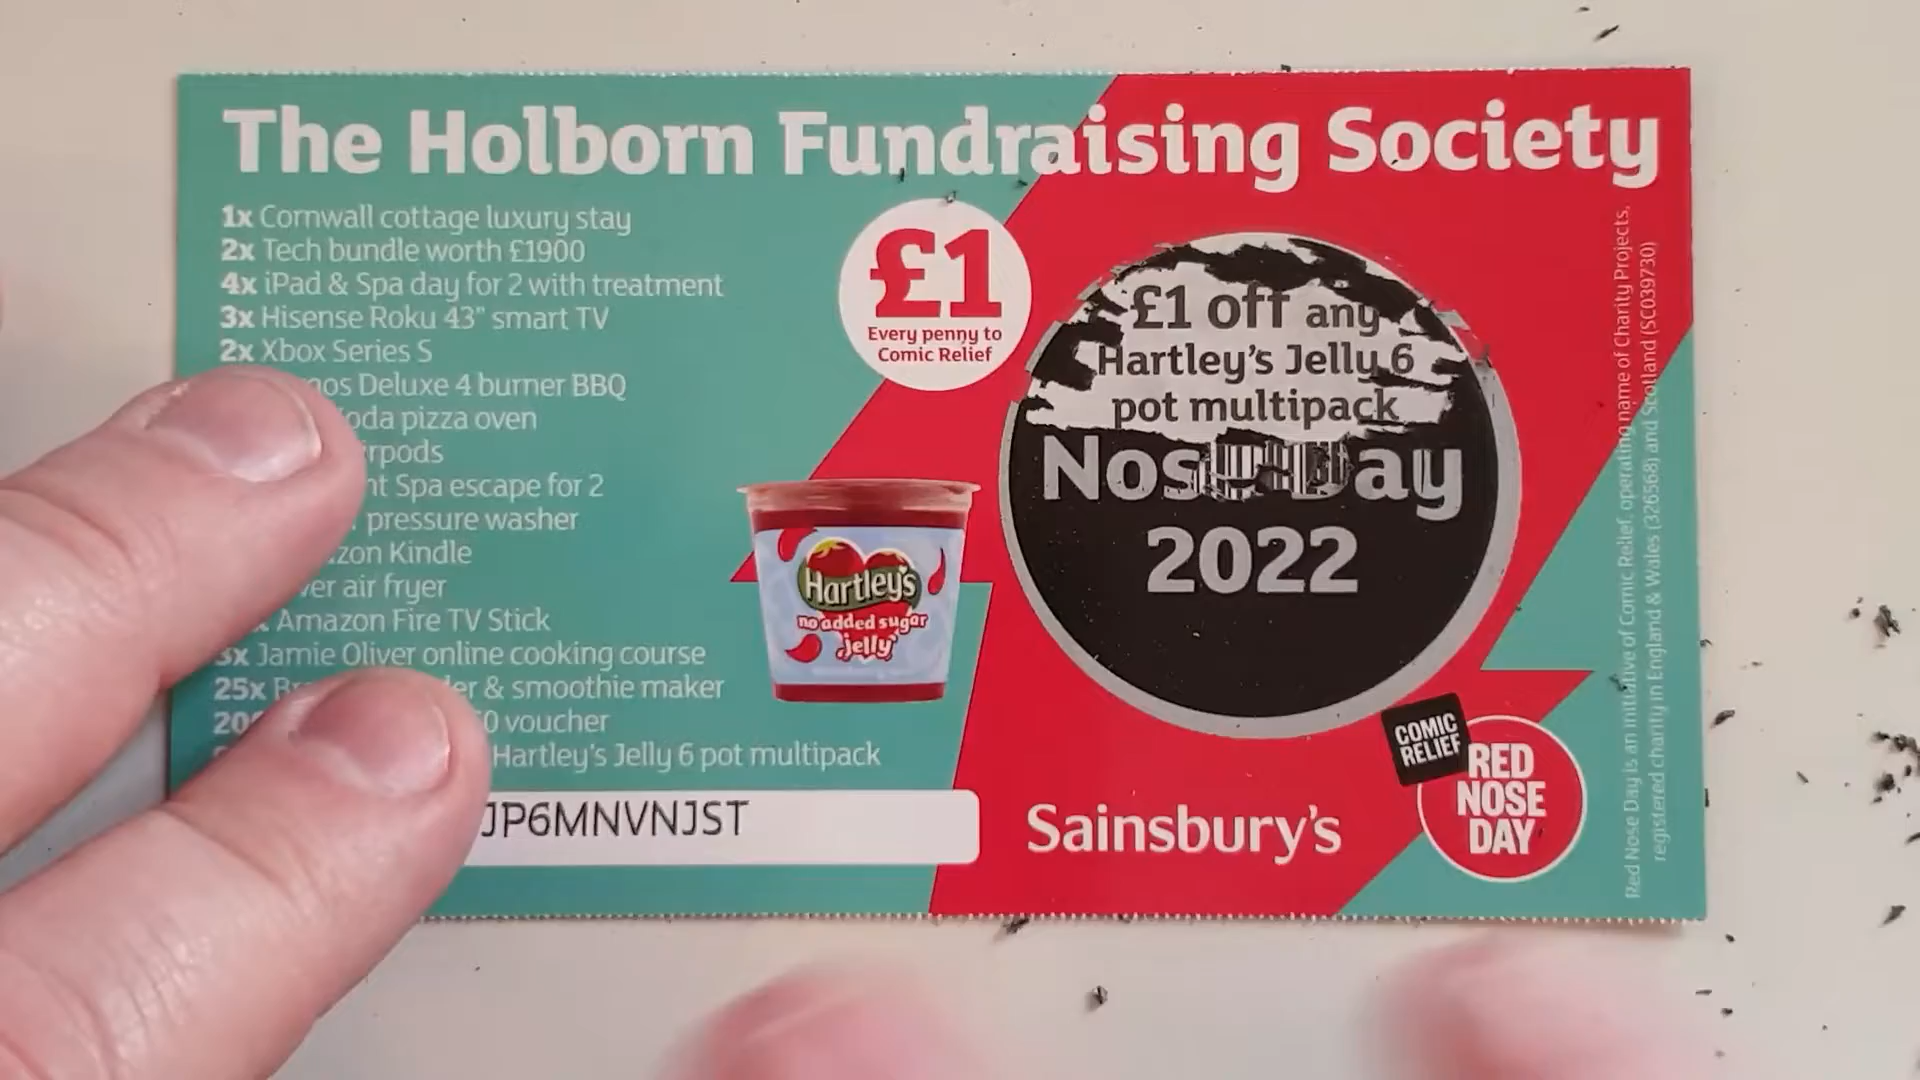 The Holborn Fundraising Society
1x Cornwall cottage luxury stay
2x Tech bundle worth £1900
4x iPad & Spa day for 2 with treatment
3x Hisense Roku 43" smart TV
2x Xbox Series S
Deluxe 4 burner BBQ
pizza oven
Spa escape for 2
pressure washer
Kindle
air fryer
Amazon Fire TV Stick
3x Jamie Oliver online cooking course
25x & smoothie maker
voucher
Hartley's Jelly 6 pot multipack
JP6MNVNJST
£1
Every penny to
Comic Relief
£1 off any
Hartley's Jelly 6
pot multipack
Nose Day
2022
Hartley's
no added sugar
jelly
Sainsbury's
COMIC
RELIEF
RED
NOSE
DAY
Red Nose Day is an initiative of Comic Relief, operating name of Charity Projects,
registered charity in England & Wales (326568) and Scotland (SC039730)